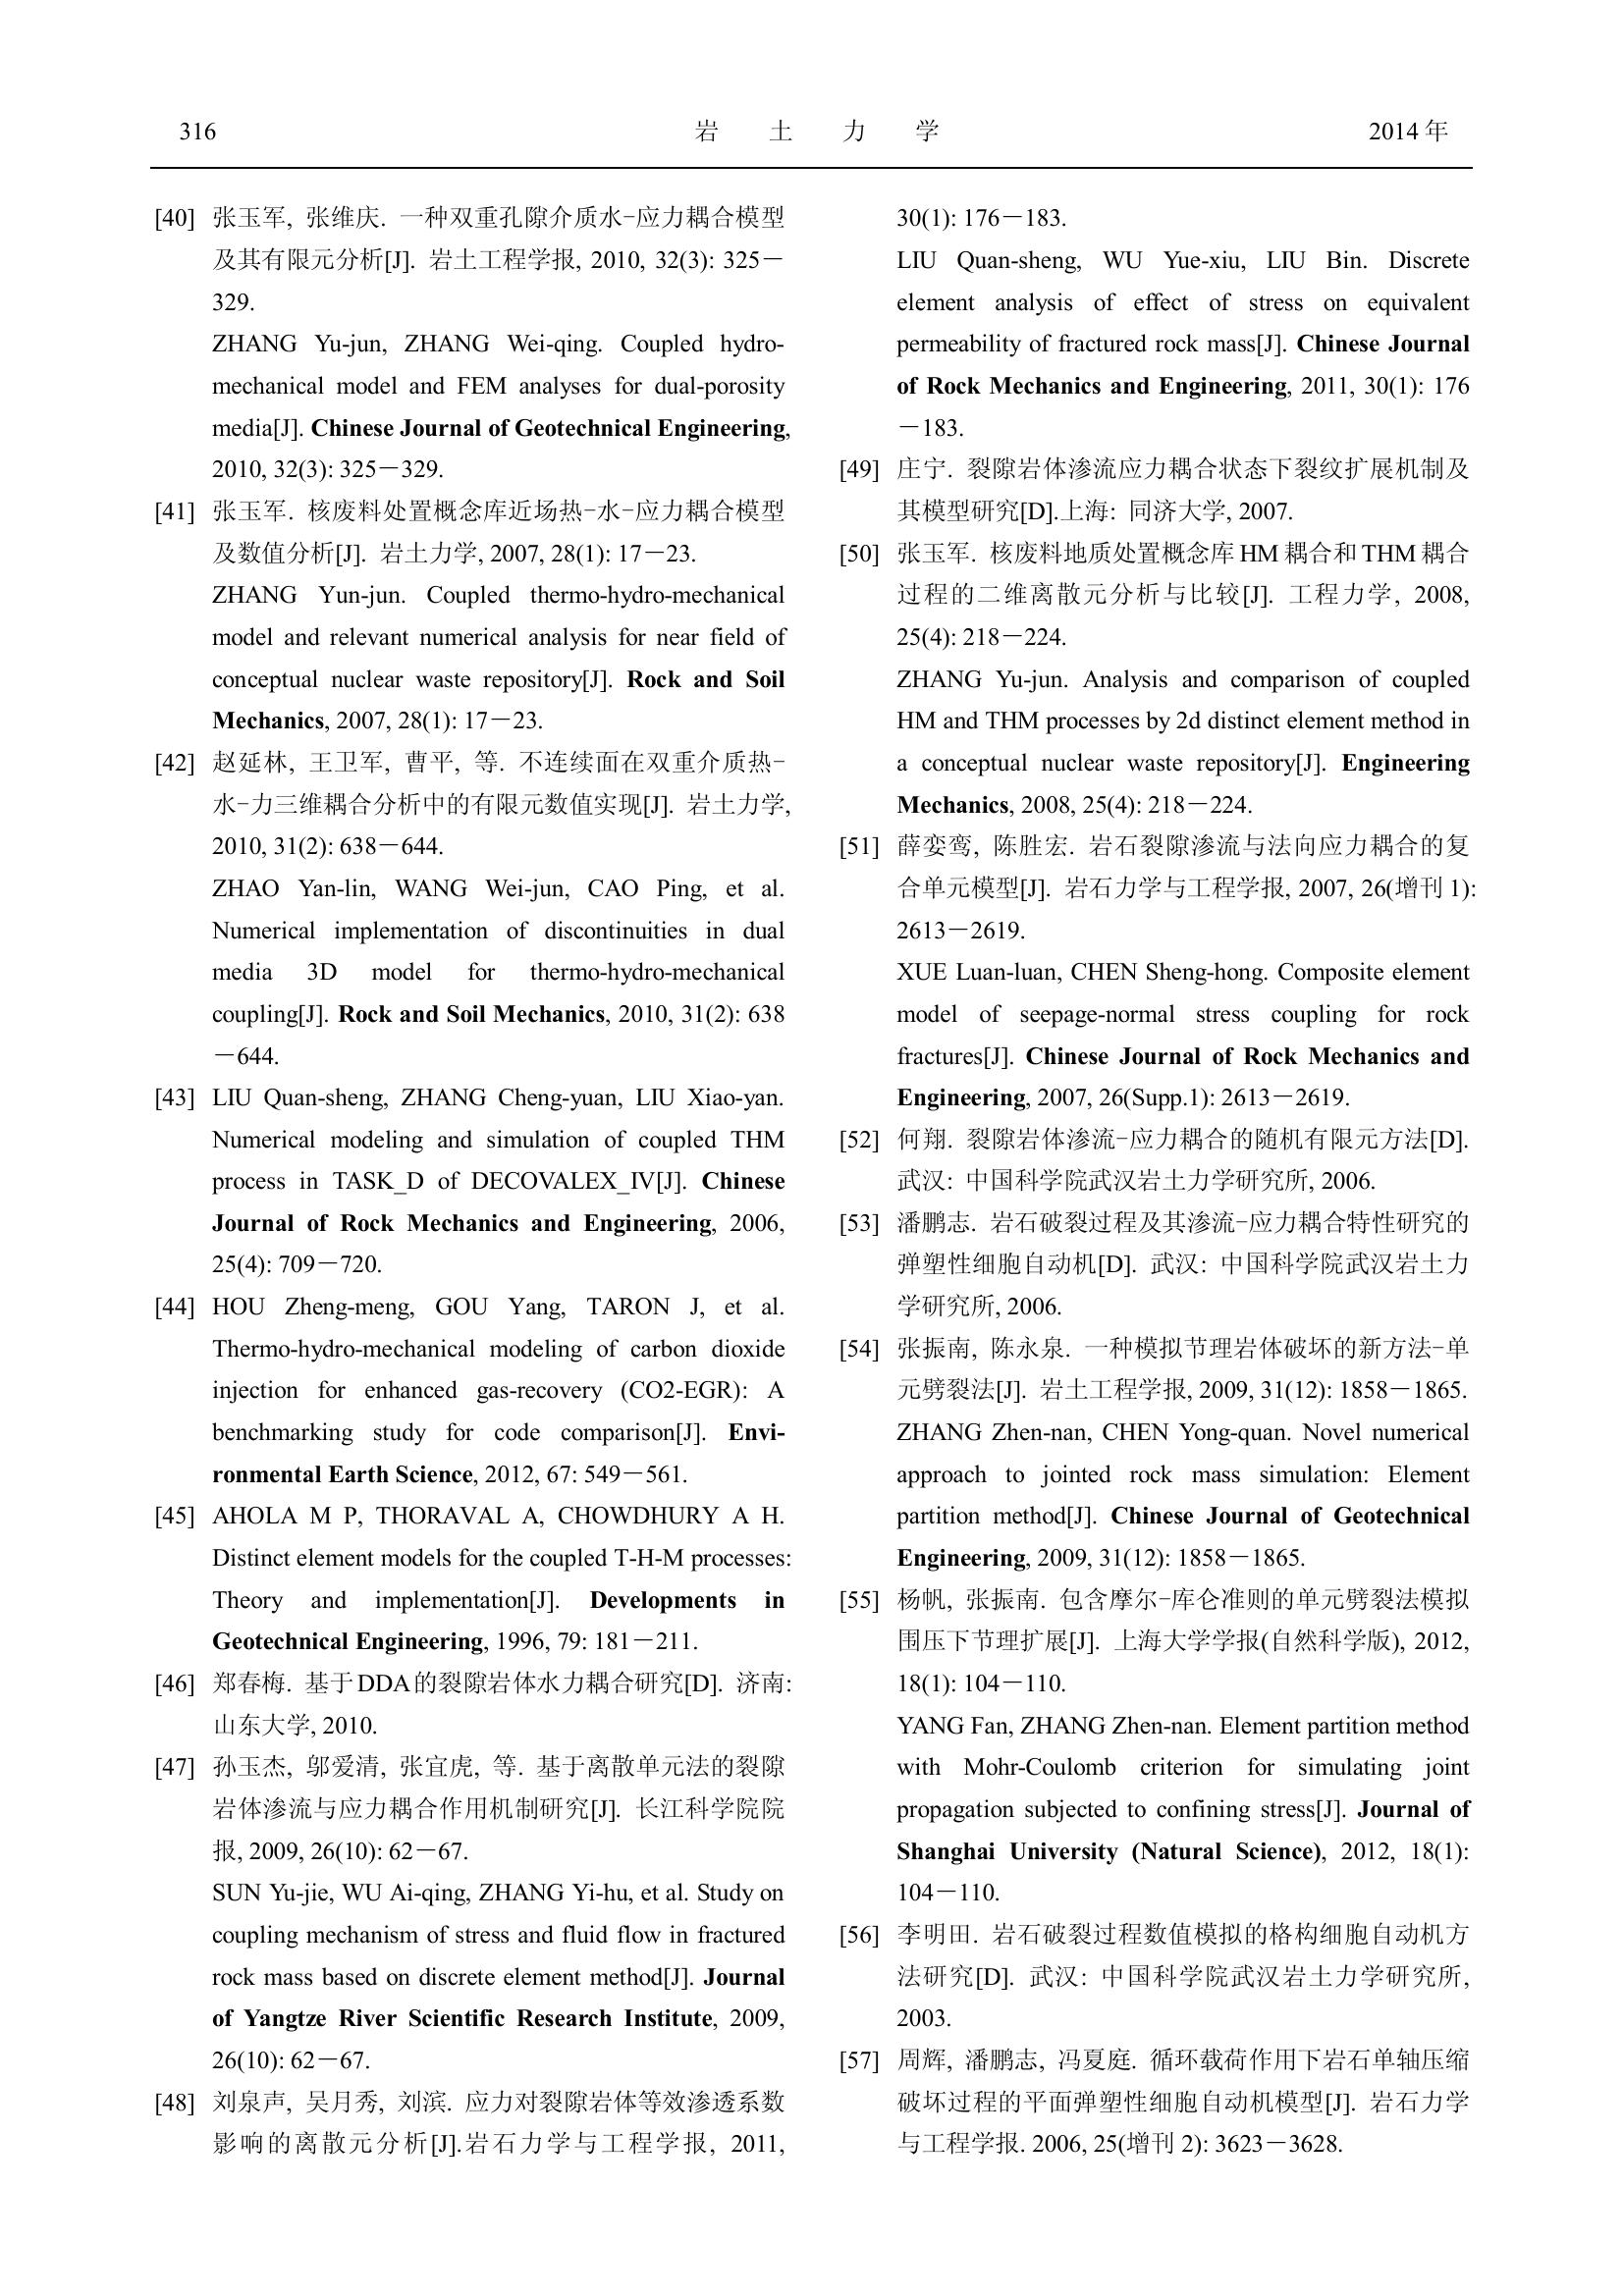 316
岩 土 力 学
2014 年
[40] 张玉军, 张维庆. 一种双重孔隙介质水-应力耦合模型
及其有限元分析[J]. 岩土工程学报, 2010, 32(3): 325－
329.
ZHANG Yu-jun, ZHANG Wei-qing. Coupled hydro-
mechanical model and FEM analyses for dual-porosity
media[J]. Chinese Journal of Geotechnical Engineering,
2010, 32(3): 325－329.
[41] 张玉军. 核废料处置概念库近场热-水-应力耦合模型
及数值分析[J]. 岩土力学, 2007, 28(1): 17－23.
ZHANG Yun-jun. Coupled thermo-hydro-mechanical
model and relevant numerical analysis for near field of
conceptual nuclear waste repository[J]. Rock and Soil
Mechanics, 2007, 28(1): 17－23.
[42] 赵延林, 王卫军, 曹平, 等. 不连续面在双重介质热-
水-力三维耦合分析中的有限元数值实现[J]. 岩土力学,
2010, 31(2): 638－644.
ZHAO Yan-lin, WANG Wei-jun, CAO Ping, et al.
Numerical implementation of discontinuities in dual
media 3D model for thermo-hydro-mechanical
coupling[J]. Rock and Soil Mechanics, 2010, 31(2): 638
－644.
[43] LIU Quan-sheng, ZHANG Cheng-yuan, LIU Xiao-yan.
Numerical modeling and simulation of coupled THM
process in TASK_D of DECOVALEX_IV[J]. Chinese
Journal of Rock Mechanics and Engineering, 2006,
25(4): 709－720.
[44] HOU Zheng-meng, GOU Yang, TARON J, et al.
Thermo-hydro-mechanical modeling of carbon dioxide
injection for enhanced gas-recovery (CO2-EGR): A
benchmarking study for code comparison[J]. Envi-
ronmental Earth Science, 2012, 67: 549－561.
[45] AHOLA M P, THORAVAL A, CHOWDHURY A H.
Distinct element models for the coupled T-H-M processes:
Theory and implementation[J]. Developments in
Geotechnical Engineering, 1996, 79: 181－211.
[46] 郑春梅. 基于DDA的裂隙岩体水力耦合研究[D]. 济南:
山东大学, 2010.
[47] 孙玉杰, 邬爱清, 张宜虎, 等. 基于离散单元法的裂隙
岩体渗流与应力耦合作用机制研究[J]. 长江科学院院
报, 2009, 26(10): 62－67.
SUN Yu-jie, WU Ai-qing, ZHANG Yi-hu, et al. Study on
coupling mechanism of stress and fluid flow in fractured
rock mass based on discrete element method[J]. Journal
of Yangtze River Scientific Research Institute, 2009,
26(10): 62－67.
[48] 刘泉声, 吴月秀, 刘滨. 应力对裂隙岩体等效渗透系数
影响的离散元分析[J].岩石力学与工程学报, 2011,
30(1): 176－183.
LIU Quan-sheng, WU Yue-xiu, LIU Bin. Discrete
element analysis of effect of stress on equivalent
permeability of fractured rock mass[J]. Chinese Journal
of Rock Mechanics and Engineering, 2011, 30(1): 176
－183.
[49] 庄宁. 裂隙岩体渗流应力耦合状态下裂纹扩展机制及
其模型研究[D].上海: 同济大学, 2007.
[50] 张玉军. 核废料地质处置概念库 HM 耦合和 THM 耦合
过程的二维离散元分析与比较[J]. 工程力学, 2008,
25(4): 218－224.
ZHANG Yu-jun. Analysis and comparison of coupled
HM and THM processes by 2d distinct element method in
a conceptual nuclear waste repository[J]. Engineering
Mechanics, 2008, 25(4): 218－224.
[51] 薛娈鸾, 陈胜宏. 岩石裂隙渗流与法向应力耦合的复
合单元模型[J]. 岩石力学与工程学报, 2007, 26(增刊 1):
2613－2619.
XUE Luan-luan, CHEN Sheng-hong. Composite element
model of seepage-normal stress coupling for rock
fractures[J]. Chinese Journal of Rock Mechanics and
Engineering, 2007, 26(Supp.1): 2613－2619.
[52] 何翔. 裂隙岩体渗流-应力耦合的随机有限元方法[D].
武汉: 中国科学院武汉岩土力学研究所, 2006.
[53] 潘鹏志. 岩石破裂过程及其渗流-应力耦合特性研究的
弹塑性细胞自动机[D]. 武汉: 中国科学院武汉岩土力
学研究所, 2006.
[54] 张振南, 陈永泉. 一种模拟节理岩体破坏的新方法-单
元劈裂法[J]. 岩土工程学报, 2009, 31(12): 1858－1865.
ZHANG Zhen-nan, CHEN Yong-quan. Novel numerical
approach to jointed rock mass simulation: Element
partition method[J]. Chinese Journal of Geotechnical
Engineering, 2009, 31(12): 1858－1865.
[55] 杨帆, 张振南. 包含摩尔-库仑准则的单元劈裂法模拟
围压下节理扩展[J]. 上海大学学报(自然科学版), 2012,
18(1): 104－110.
YANG Fan, ZHANG Zhen-nan. Element partition method
with Mohr-Coulomb criterion for simulating joint
propagation subjected to confining stress[J]. Journal of
Shanghai University (Natural Science), 2012, 18(1):
104－110.
[56] 李明田. 岩石破裂过程数值模拟的格构细胞自动机方
法研究[D]. 武汉: 中国科学院武汉岩土力学研究所,
2003.
[57] 周辉, 潘鹏志, 冯夏庭. 循环载荷作用下岩石单轴压缩
破坏过程的平面弹塑性细胞自动机模型[J]. 岩石力学
与工程学报. 2006, 25(增刊 2): 3623－3628.